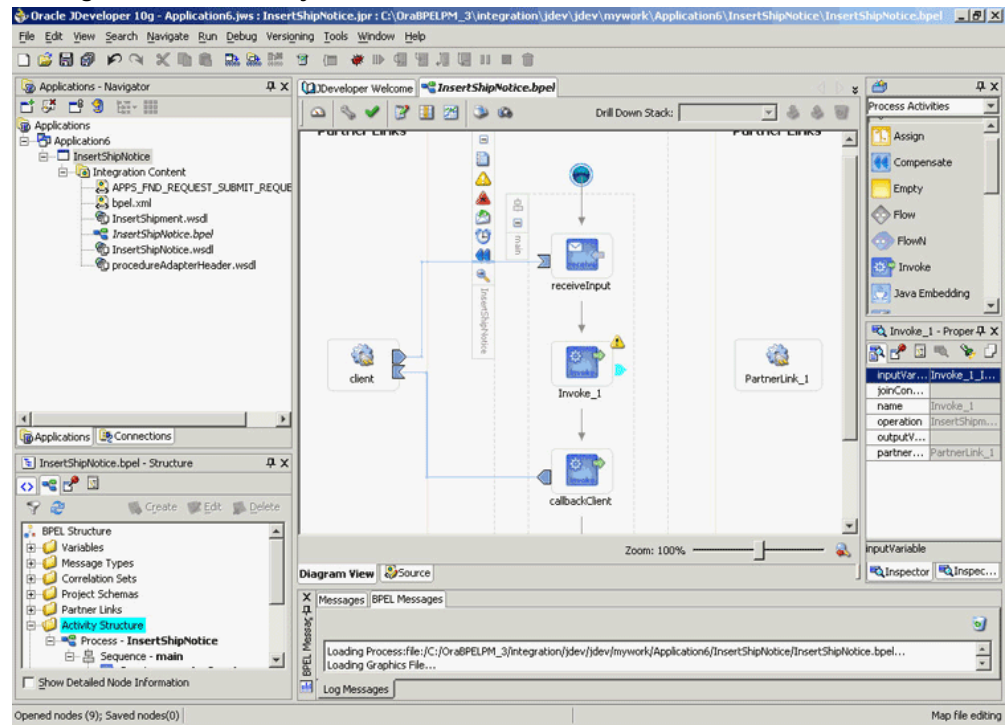 Oracle JDeveloper 10g - Application6.jws : InsertShipNotice.jpr : C:\OraBPELPM_3\integration\jdev\jdev\mywork\Application6\InsertShipNotice\InsertShipNotice.bpel
File Edit View Search Navigate Run Debug Versioning Tools Window Help
Applications - Navigator
JDeveloper Welcome InsertShipNotice.bpel
Drill Down Stack:
Process Activities
Applications
Application6
InsertShipNotice
Integration Content
APPS_FND_REQUEST_SUBMIT_REQUE
bpel.xml
InsertShipment.wsdl
InsertShipNotice.bpel
InsertShipNotice.wsdl
procedureAdapterHeader.wsdl
Applications Connections
Partner Links
Partner Links
main
InsertShipNotice
receiveInput
client
Invoke_1
PartnerLink_1
callbackClient
Zoom: 100%
Diagram View Source
Assign
Compensate
Empty
Flow
FlowN
Invoke
Java Embedding
Invoke_1 - Proper
inputVar... Invoke_1_I...
joinCon...
name Invoke_1
operation InsertShipm...
outputV...
partner... PartnerLink_1
inputVariable
Inspector Inspec...
InsertShipNotice.bpel - Structure
Create Edit Delete
BPEL Structure
Variables
Message Types
Correlation Sets
Project Schemas
Partner Links
Activity Structure
Process - InsertShipNotice
Sequence - main
Show Detailed Node Information
Messages BPEL Messages
BPEL Messages
Loading Process:file:/C:/OraBPELPM_3/integration/jdev/jdev/mywork/Application6/InsertShipNotice/InsertShipNotice.bpel...
Loading Graphics File...
Log Messages
Opened nodes (9); Saved nodes(0)
Map file editing